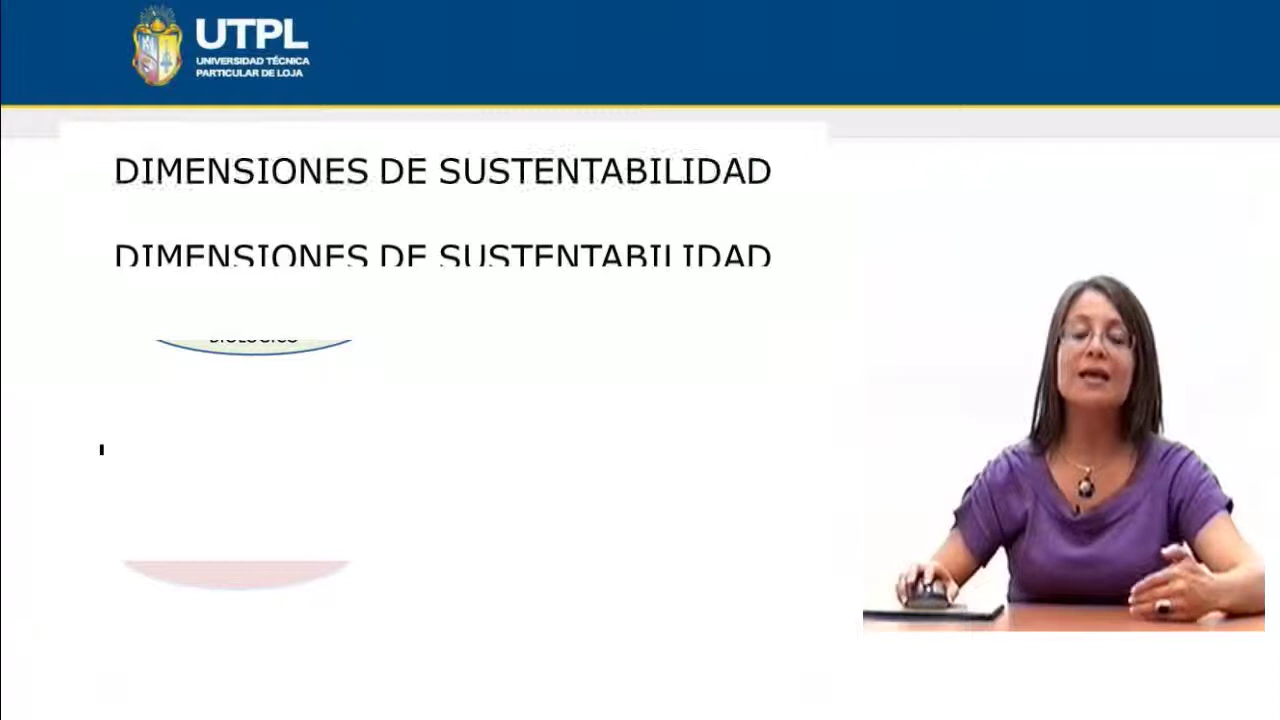 UTPL
UNIVERSIDAD TÉCNICA
PARTICULAR DE LOJA
DIMENSIONES DE SUSTENTABILIDAD
DIMENSIONES DE SUSTENTABILIDAD